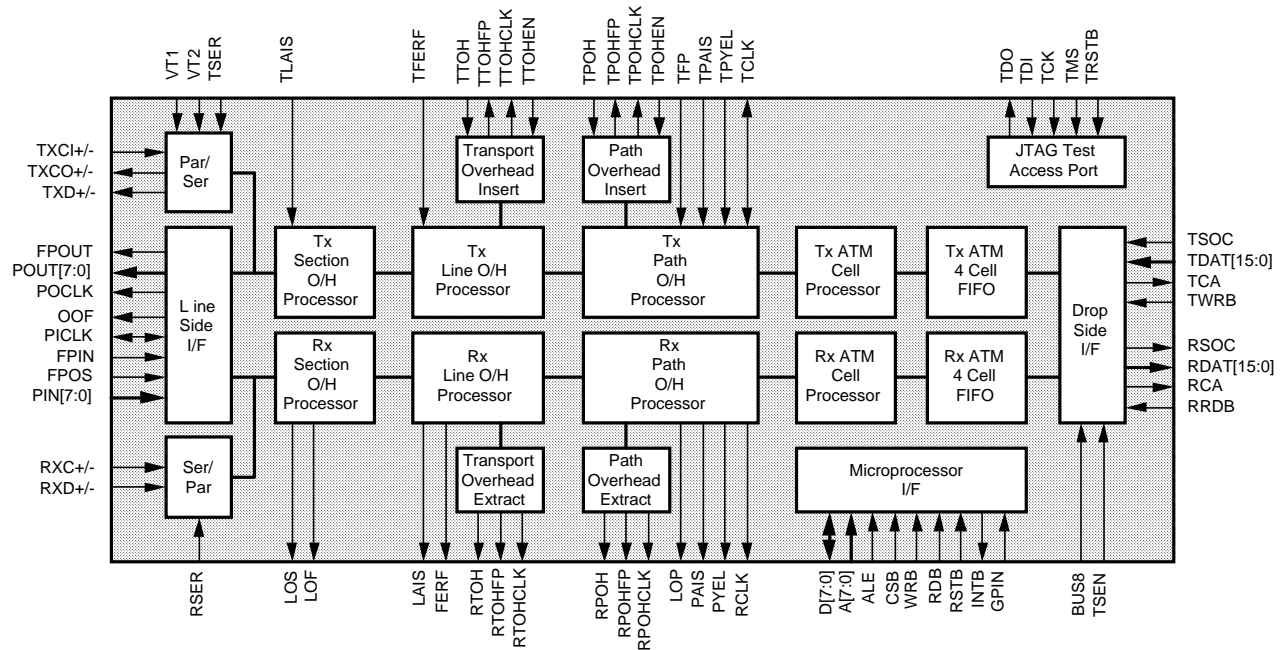 VT1
VT2
TSER
TLAIS
TFERF
TTOH
TTOHFP
TTOHCLK
TTOHEN
TPOH
TPOHFP
TPOHCLK
TPOHEN
TFP
TPAIS
TPYEL
TCLK
TDO
TDI
TCK
TMS
TRSTB
TXCI+/-
TXCO+/-
TXD+/-
Par/
Ser
Transport
Overhead
Insert
Path
Overhead
Insert
JTAG Test
Access Port
FPOUT
POUT[7:0]
POCLK
OOF
PICLK
FPIN
FPOS
PIN[7:0]
L ine
Side
I/F
Tx
Section
O/H
Processor
Tx
Line O/H
Processor
Tx
Path
O/H
Processor
Tx ATM
Cell
Processor
Tx ATM
4 Cell
FIFO
Drop
Side
I/F
TSOC
TDAT[15:0]
TCA
TWRB
Rx
Section
O/H
Processor
Rx
Line O/H
Processor
Rx
Path
O/H
Processor
Rx ATM
Cell
Processor
Rx ATM
4 Cell
FIFO
RSOC
RDAT[15:0]
RCA
RRDB
RXC+/-
RXD+/-
Ser/
Par
Transport
Overhead
Extract
Path
Overhead
Extract
Microprocessor
I/F
RSER
LOS
LOF
LAIS
FERF
RTOH
RTOHFP
RTOHCLK
RPOH
RPOHFP
RPOHCLK
LOP
PAIS
PYEL
RCLK
D[7:0]
A[7:0]
ALE
CSB
WRB
RDB
RSTB
INTB
GPIN
BUS8
TSEN